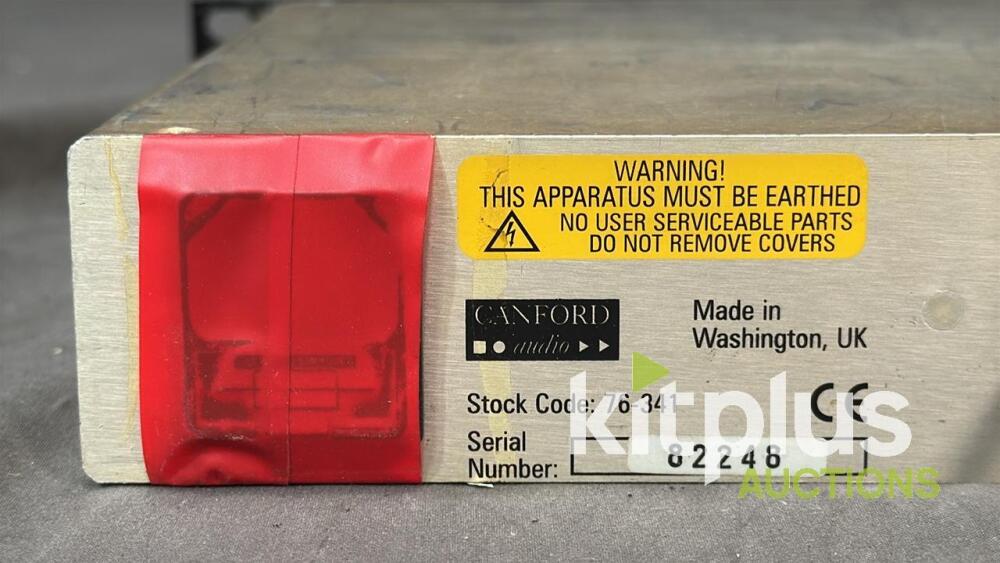 WARNING!
THIS APPARATUS MUST BE EARTHED
NO USER SERVICEABLE PARTS
DO NOT REMOVE COVERS
CANFORD
audio
Made in
Washington, UK
Stock Code: 76-341
CE
Serial
Number: 82248
kitplus
AUCTIONS